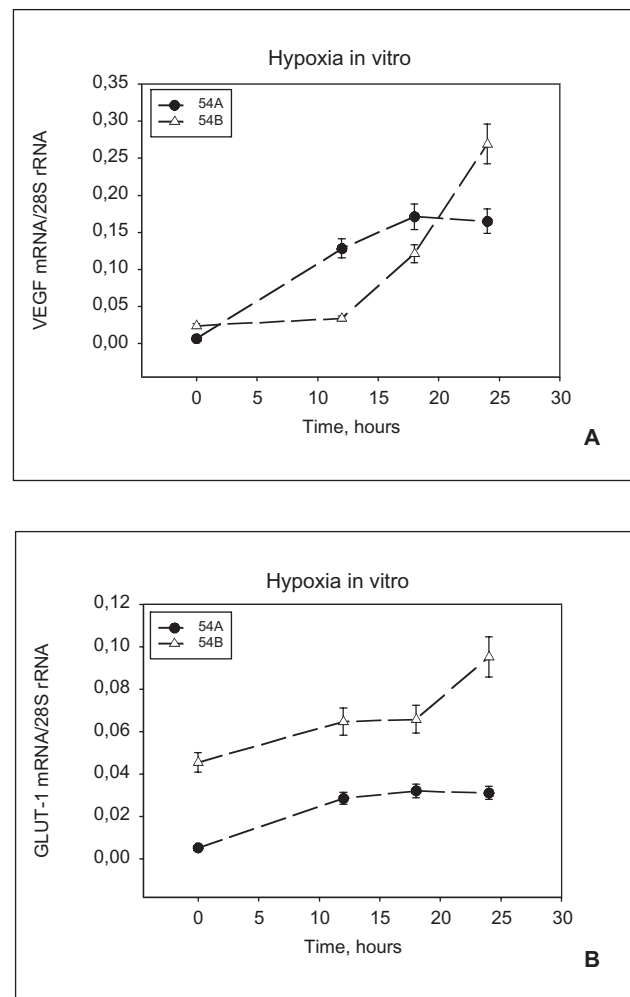 Hypoxia in vitro
0,35
0,30
0,25
0,20
0,15
0,10
0,05
0,00
VEGF mRNA/28S rRNA
54A
54B
0 5 10 15 20 25 30
Time, hours
A
Hypoxia in vitro
0,12
0,10
0,08
0,06
0,04
0,02
0,00
GLUT-1 mRNA/28S rRNA
54A
54B
0 5 10 15 20 25 30
Time, hours
B